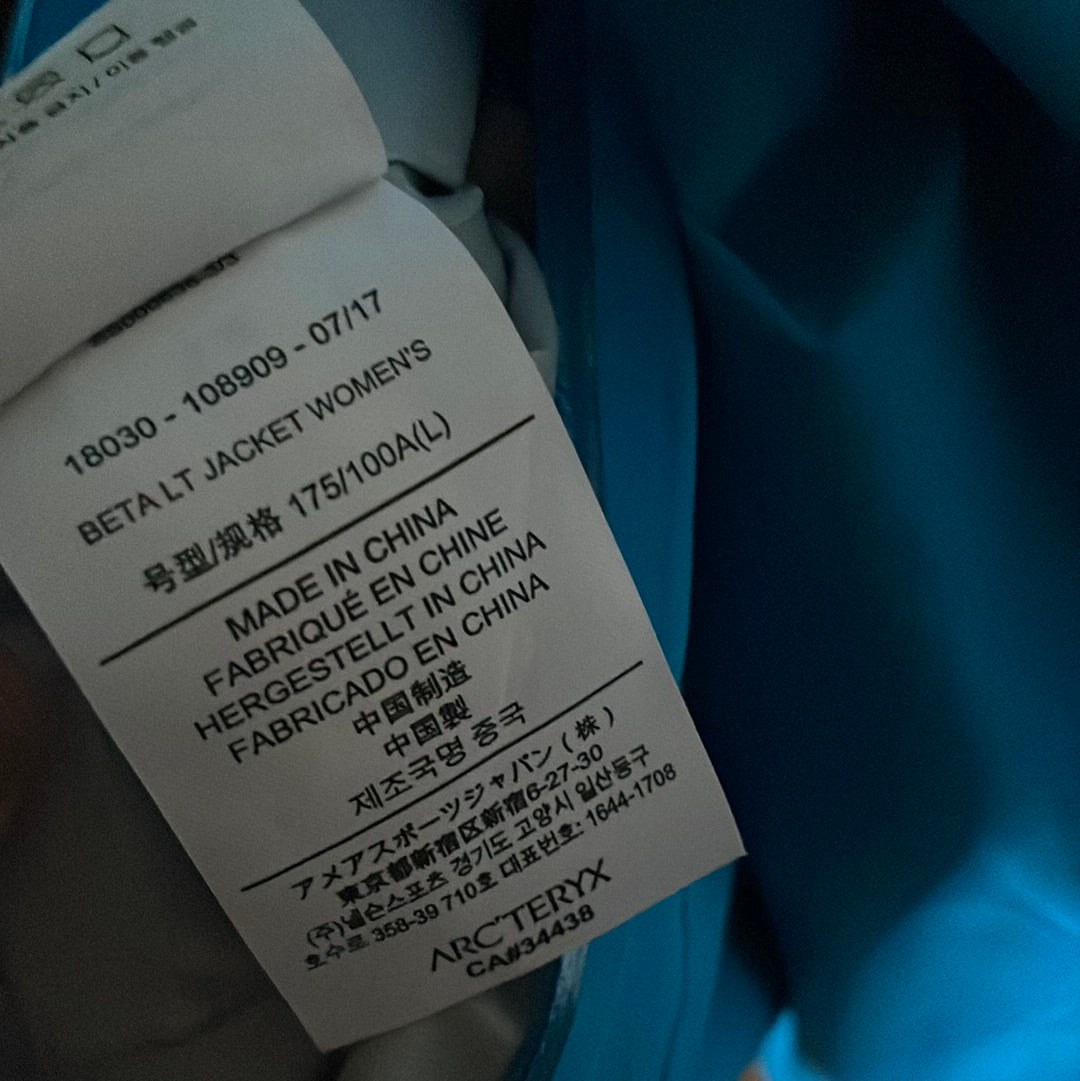 18030 - 108909 - 07/17
BETA LT JACKET WOMEN'S
号型/规格 175/100A(L)
MADE IN CHINA
FABRIQUÉ EN CHINE
HERGESTELLT IN CHINA
FABRICADO EN CHINA
中国制造
中国製
제조국명 중국
アメアスポーツジャパン(株)
東京都新宿区新宿6-27-30
(주)넬슨스포츠 경기도 고양시 일산동구
호수로 358-39 710호 대표번호: 1644-1708
ARC'TERYX
CA#34438